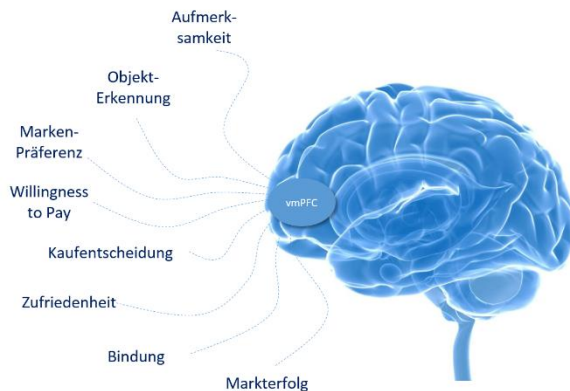 Aufmerk-
samkeit
Objekt-
Erkennung
Marken-
Präferenz
Willingness
to Pay
vmPFC
Kaufentscheidung
Zufriedenheit
Bindung
Markterfolg